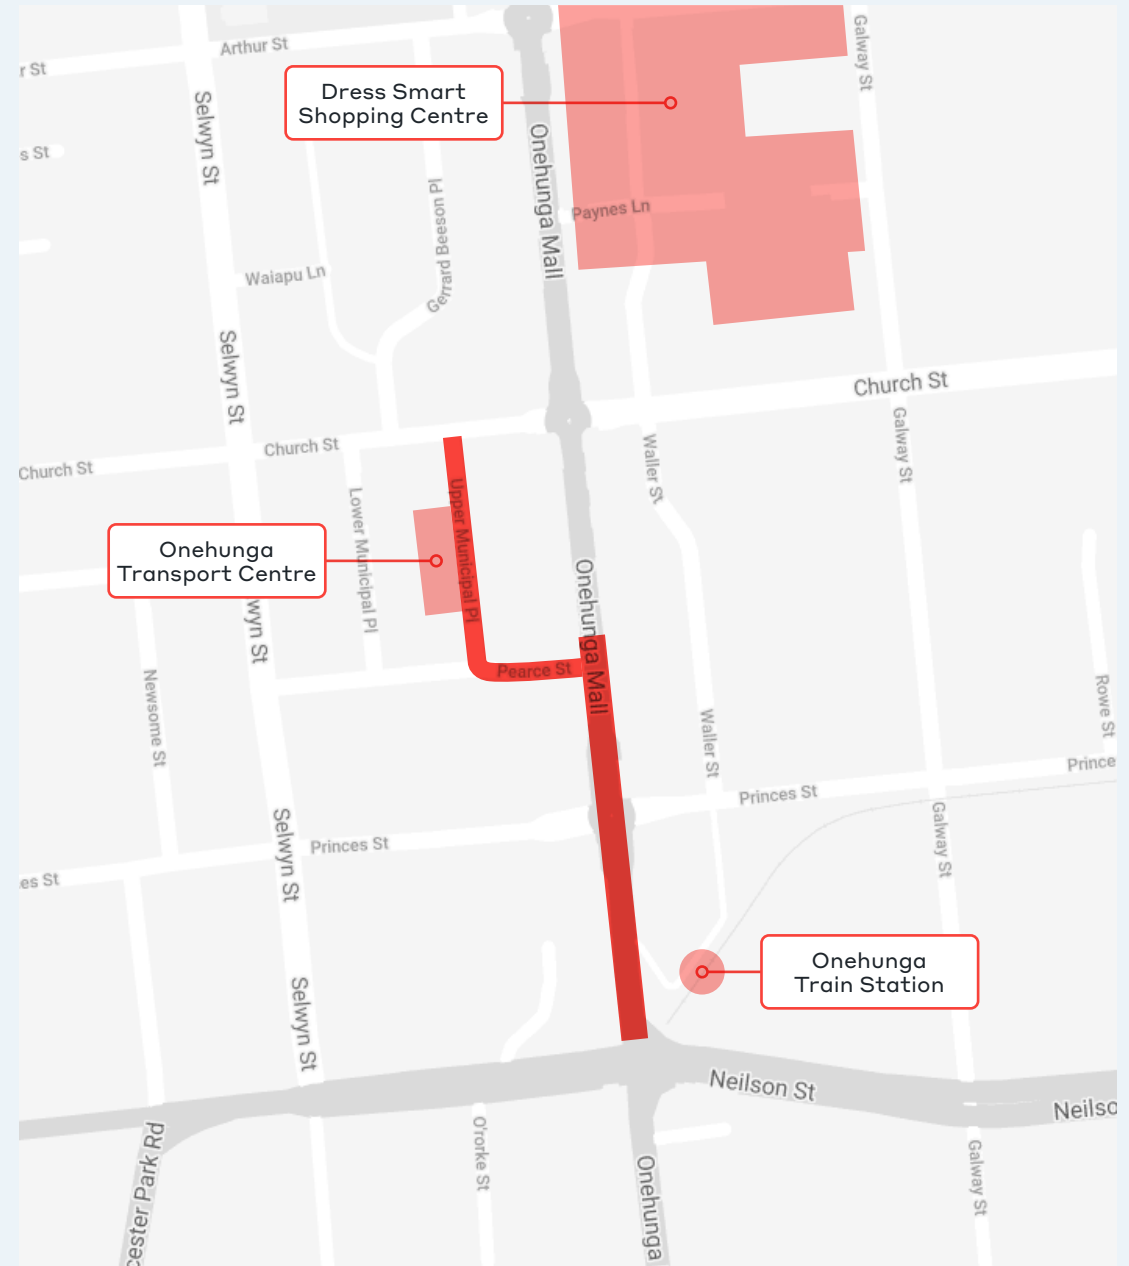 Arthur St
r St
Galway St
Dress Smart
Shopping Centre
Selwyn St
s St
Onehunga Mall
Gerrard Beeson Pl
Paynes Ln
Waiapu Ln
Selwyn St
Church St
Church St
Church St
Galway St
Waller St
Upper Municipal Pl
Lower Municipal Pl
Onehunga
Transport Centre
Onehunga Mall
wyn St
Pearce St
Newsome St
Rowe St
Waller St
Prince
Princes St
Princes St
Galway St
Selwyn St
es St
Onehunga
Train Station
Selwyn St
Neilson St
Neilso
cester Park Rd
O'rorke St
Galway St
Onehunga